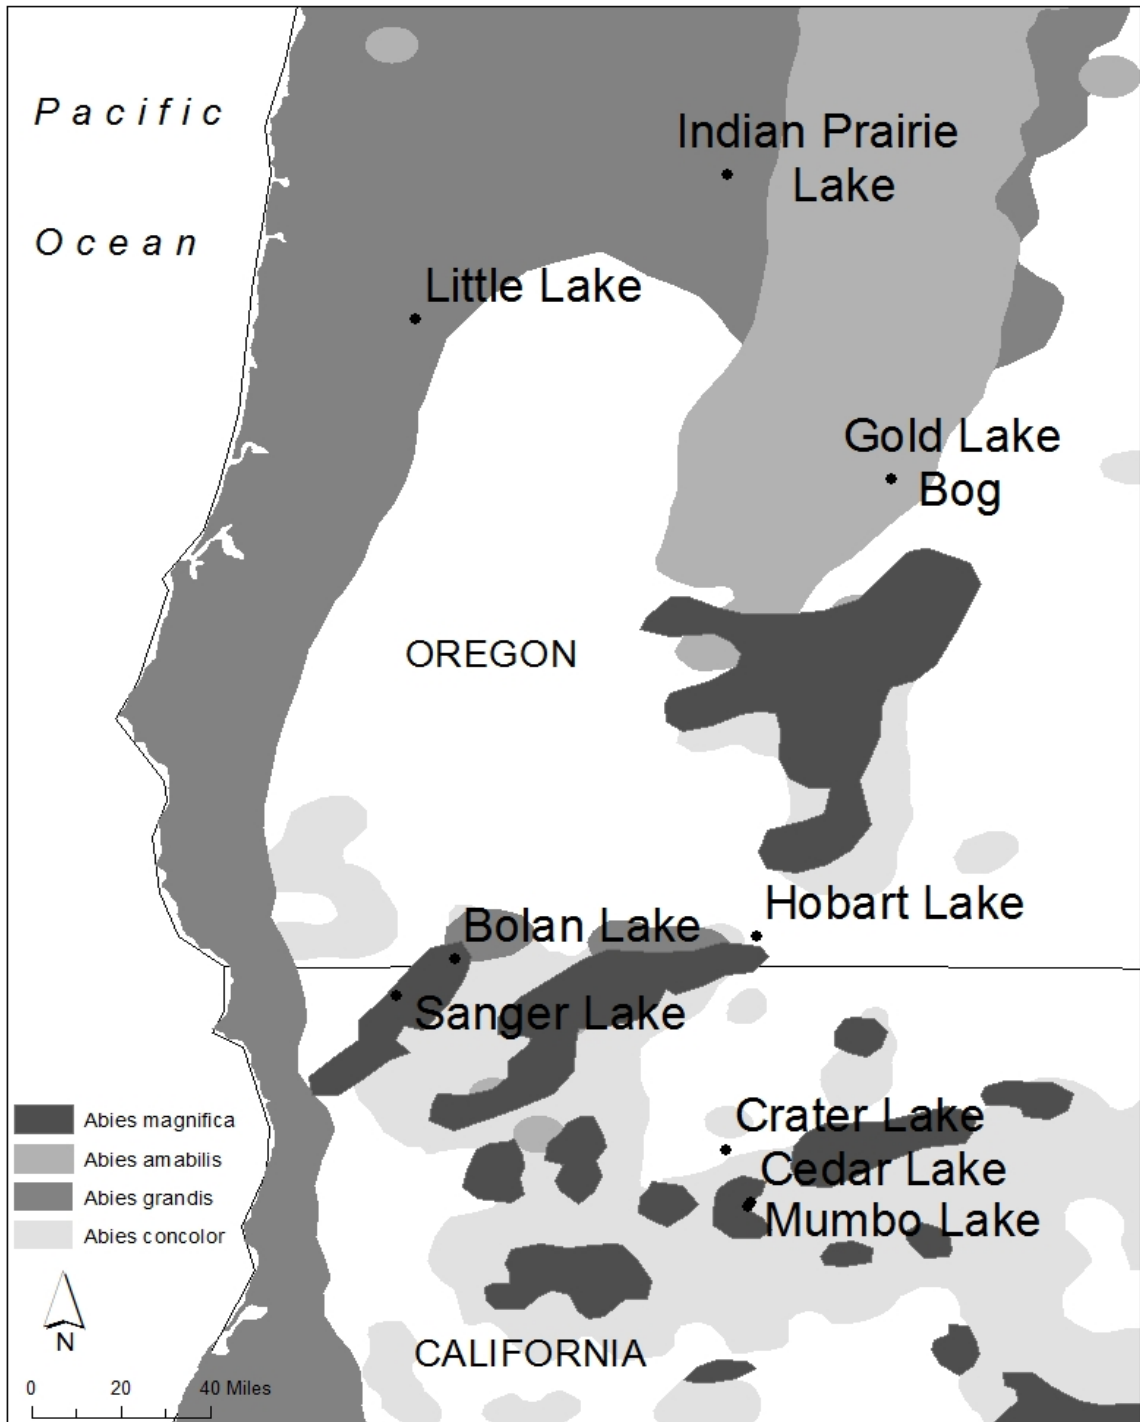 Pacific
Ocean
Indian Prairie
Lake
Little Lake
Gold Lake
Bog
OREGON
Hobart Lake
Bolan Lake
Sanger Lake
Crater Lake
Cedar Lake
Mumbo Lake
CALIFORNIA
Abies magnifica
Abies amabilis
Abies grandis
Abies concolor
N
0 20 40 Miles